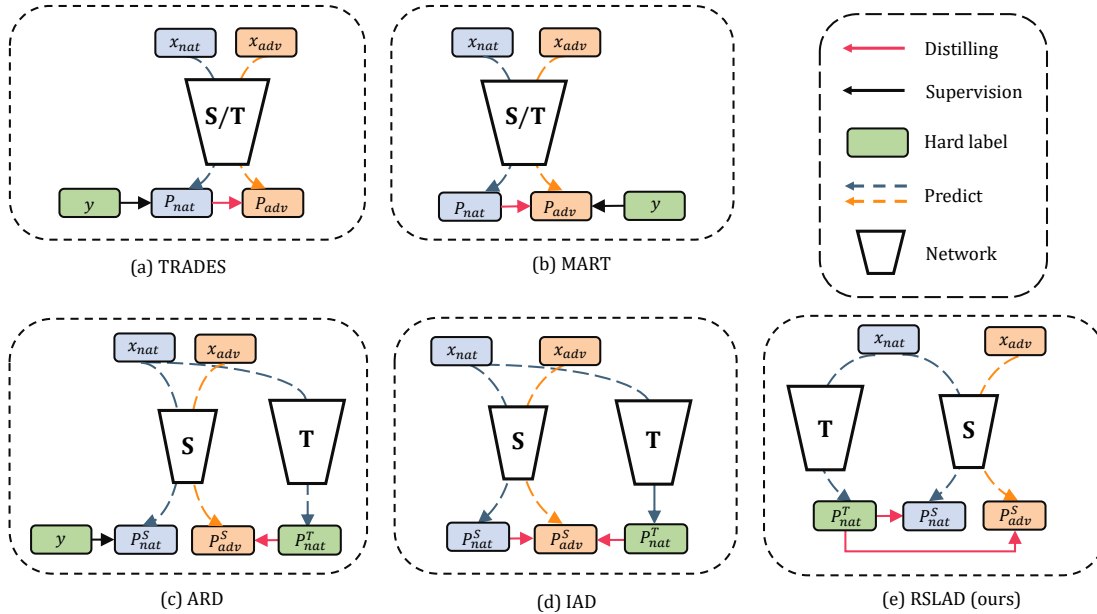 x_nat x_adv
S/T
y P_nat P_adv
(a) TRADES
x_nat x_adv
S/T
P_nat P_adv y
(b) MART
Distilling
Supervision
Hard label
Predict
Network
x_nat x_adv
S T
y P^S_nat P^S_adv P^T_nat
(c) ARD
x_nat x_adv
S T
P^S_nat P^S_adv P^T_nat
(d) IAD
x_nat x_adv
T S
P^T_nat P^S_nat P^S_adv
(e) RSLAD (ours)